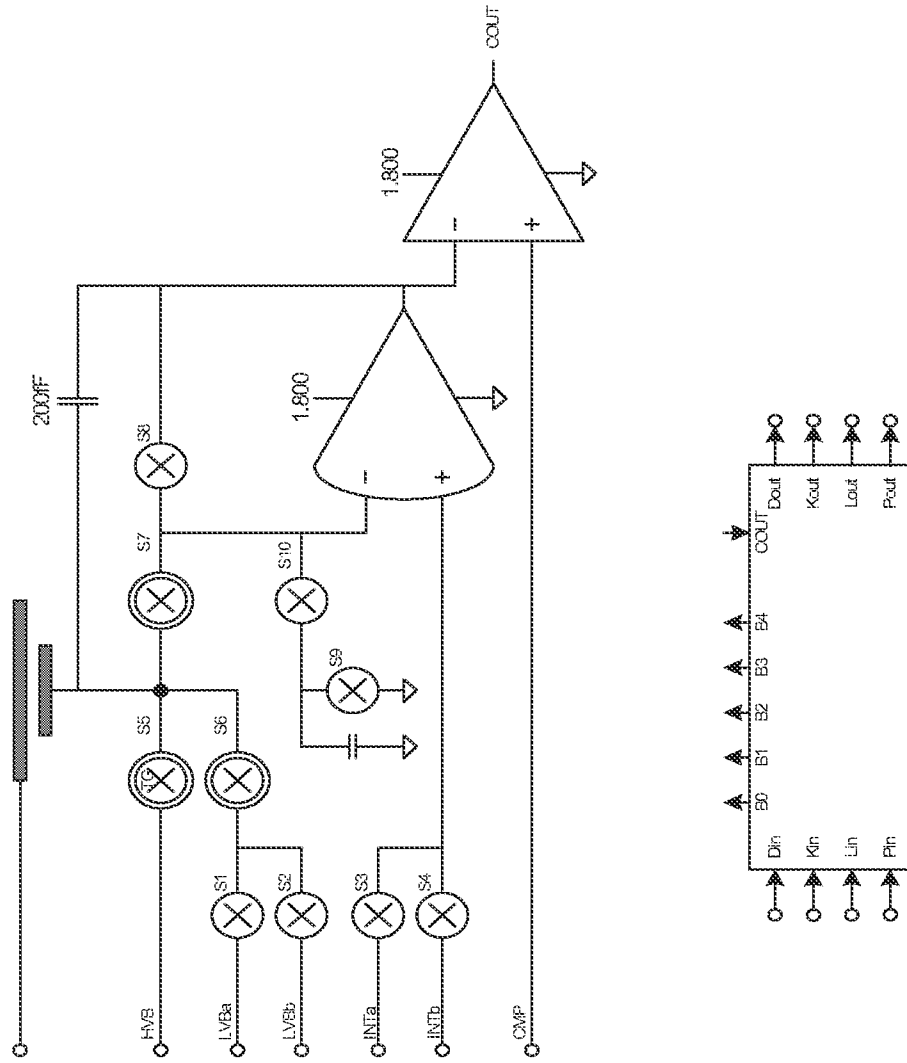 COUT
1.800
1.800
200fF
S8
S7
S10
S9
S5
TG
S6
S1
S2
S3
S4
HVB
LVBa
LVBb
INTa
INTb
CMP
−
+
−
+
Dout
Kout
Lout
Pout
COUT
B4
B3
B2
B1
B0
Din
Kin
Lin
Pin